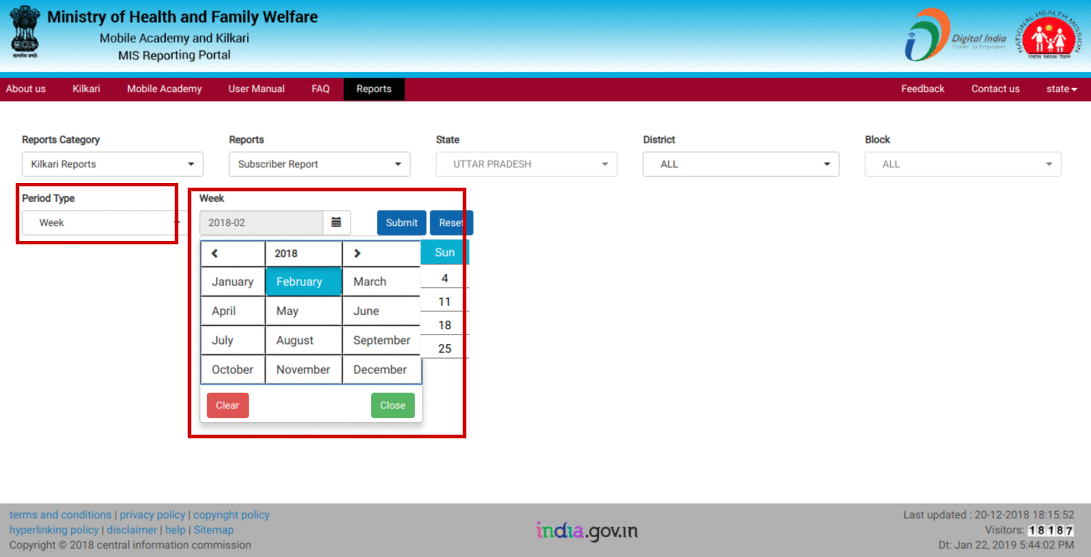 Ministry of Health and Family Welfare
Mobile Academy and Kilkari
MIS Reporting Portal
Digital India
Power To Empower
NATIONAL HEALTH MISSION
About us Kilkari Mobile Academy User Manual FAQ Reports Feedback Contact us state
Reports Category Reports State District Block
Kilkari Reports Subscriber Report UTTAR PRADESH ALL ALL
Period Type Week
Week 2018-02 Submit Reset
2018 Sun
January February March 4
April May June 11
July August September 18
October November December 25
Clear Close
terms and conditions | privacy policy | copyright policy
hyperlinking policy | disclaimer | help | Sitemap
Copyright © 2018 central information commission
india.gov.in
Last updated : 20-12-2018 18:15:52
Visitors: 18187
Dt: Jan 22, 2019 5:44:02 PM